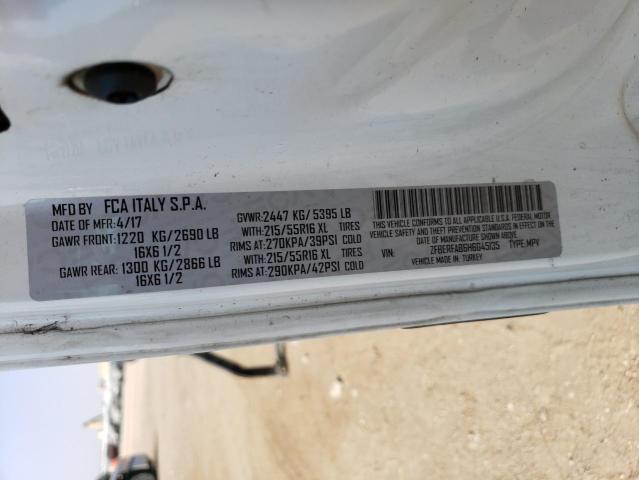 MFD BY FCA ITALY S.P.A.
DATE OF MFR: 4/17 GVWR: 2447 KG/5395 LB
GAWR FRONT: 1220 KG/2690 LB WITH: 215/55R16 XL TIRES
16X6 1/2 RIMS AT: 270KPA/39PSI COLD
GAWR REAR: 1300 KG/2866 LB WITH: 215/55R16 XL TIRES
16X6 1/2 RIMS AT: 290KPA/42PSI COLD
THIS VEHICLE CONFORMS TO ALL APPLICABLE U.S.A. FEDERAL MOTOR
VEHICLE SAFETY, BUMPER AND THEFT PREVENTION STANDARDS
IN EFFECT ON THE DATE OF MANUFACTURE SHOWN ABOVE.
VIN: ZFBERFAB6H6G45135 TYPE: MPV
VEHICLE MADE IN: TURKEY